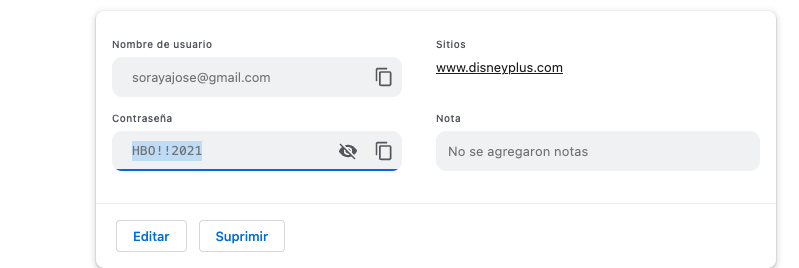 Nombre de usuario
sorayajose@gmail.com
Sitios
www.disneyplus.com
Contraseña
HBO!!2021
Nota
No se agregaron notas
Editar
Suprimir